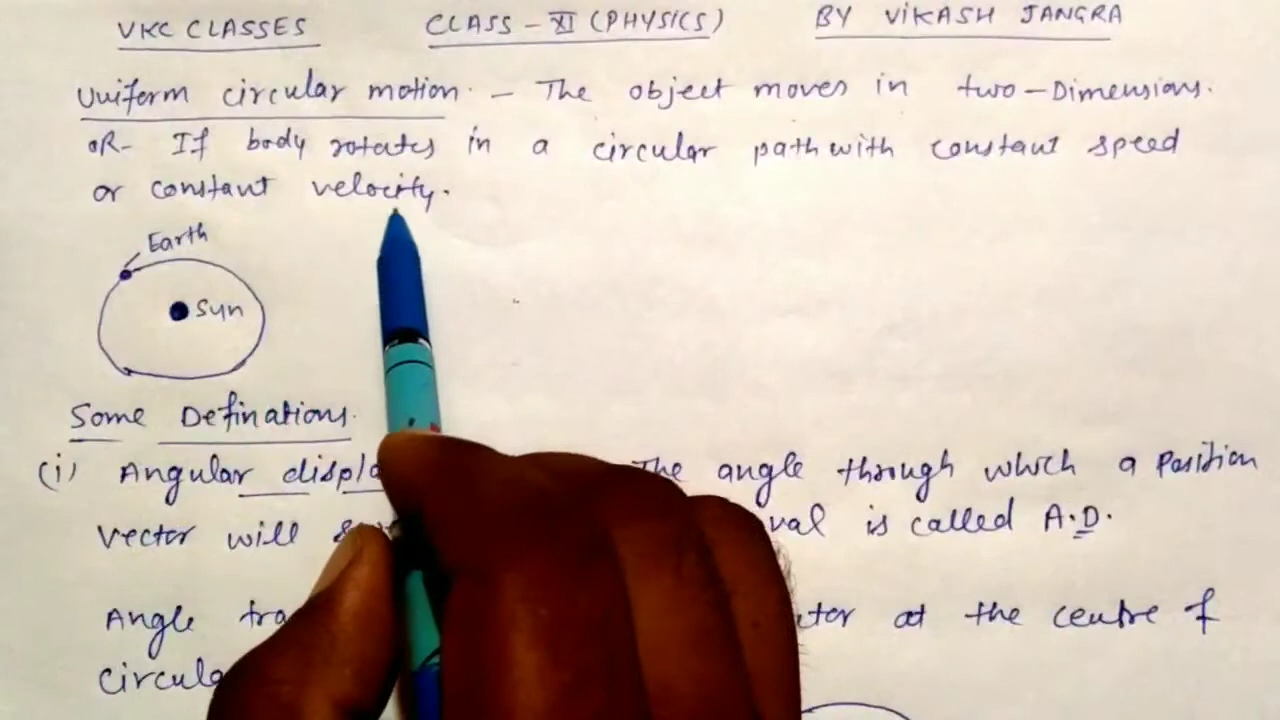 VKC CLASSES CLASS - XI (PHYSICS) BY VIKASH JANGRA
Uniform circular motion. - The object moves in two-Dimensions.
OR- If body rotates in a circular path with constant speed
or constant velocity.
Earth
Sun
Some Definations.
(i) Angular displa The angle through which a Position
vector will val is called A.D.
Angle tra tor at the centre of
circula